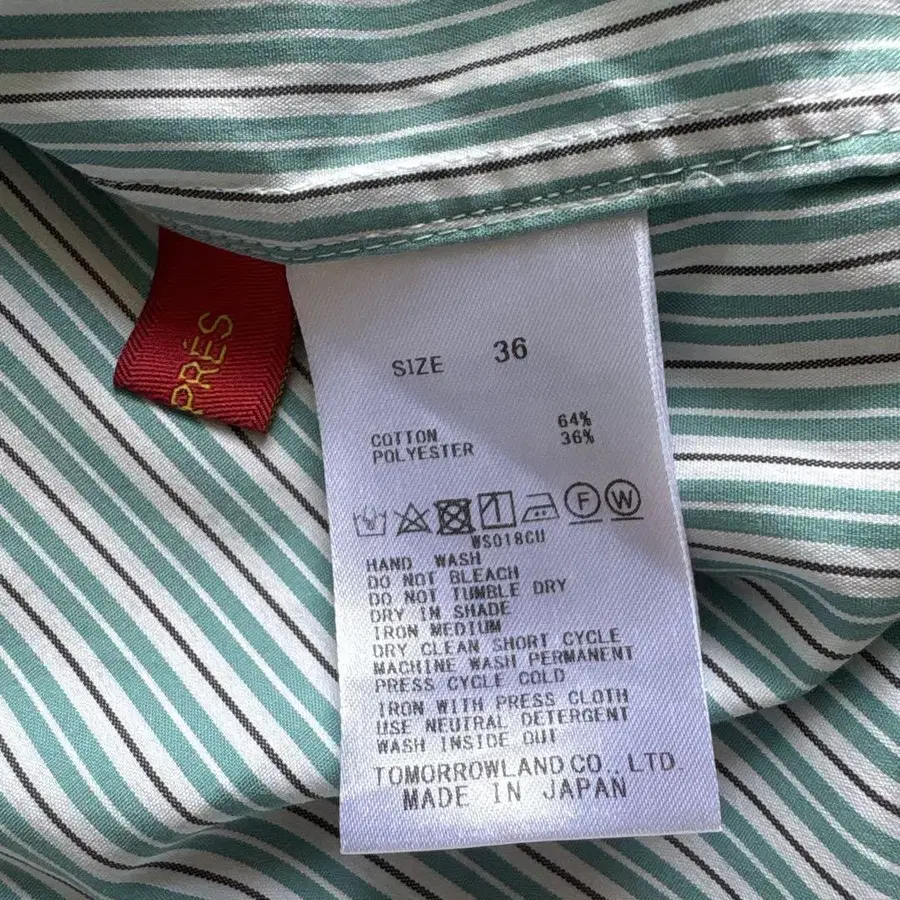 PRÈS
SIZE 36
COTTON 64%
POLYESTER 36%
F W
WS018CU
HAND WASH
DO NOT BLEACH
DO NOT TUMBLE DRY
DRY IN SHADE
IRON MEDIUM
DRY CLEAN SHORT CYCLE
MACHINE WASH PERMANENT
PRESS CYCLE COLD
IRON WITH PRESS CLOTH
USE NEUTRAL DETERGENT
WASH INSIDE OUT
TOMORROWLAND CO., LTD.
MADE IN JAPAN